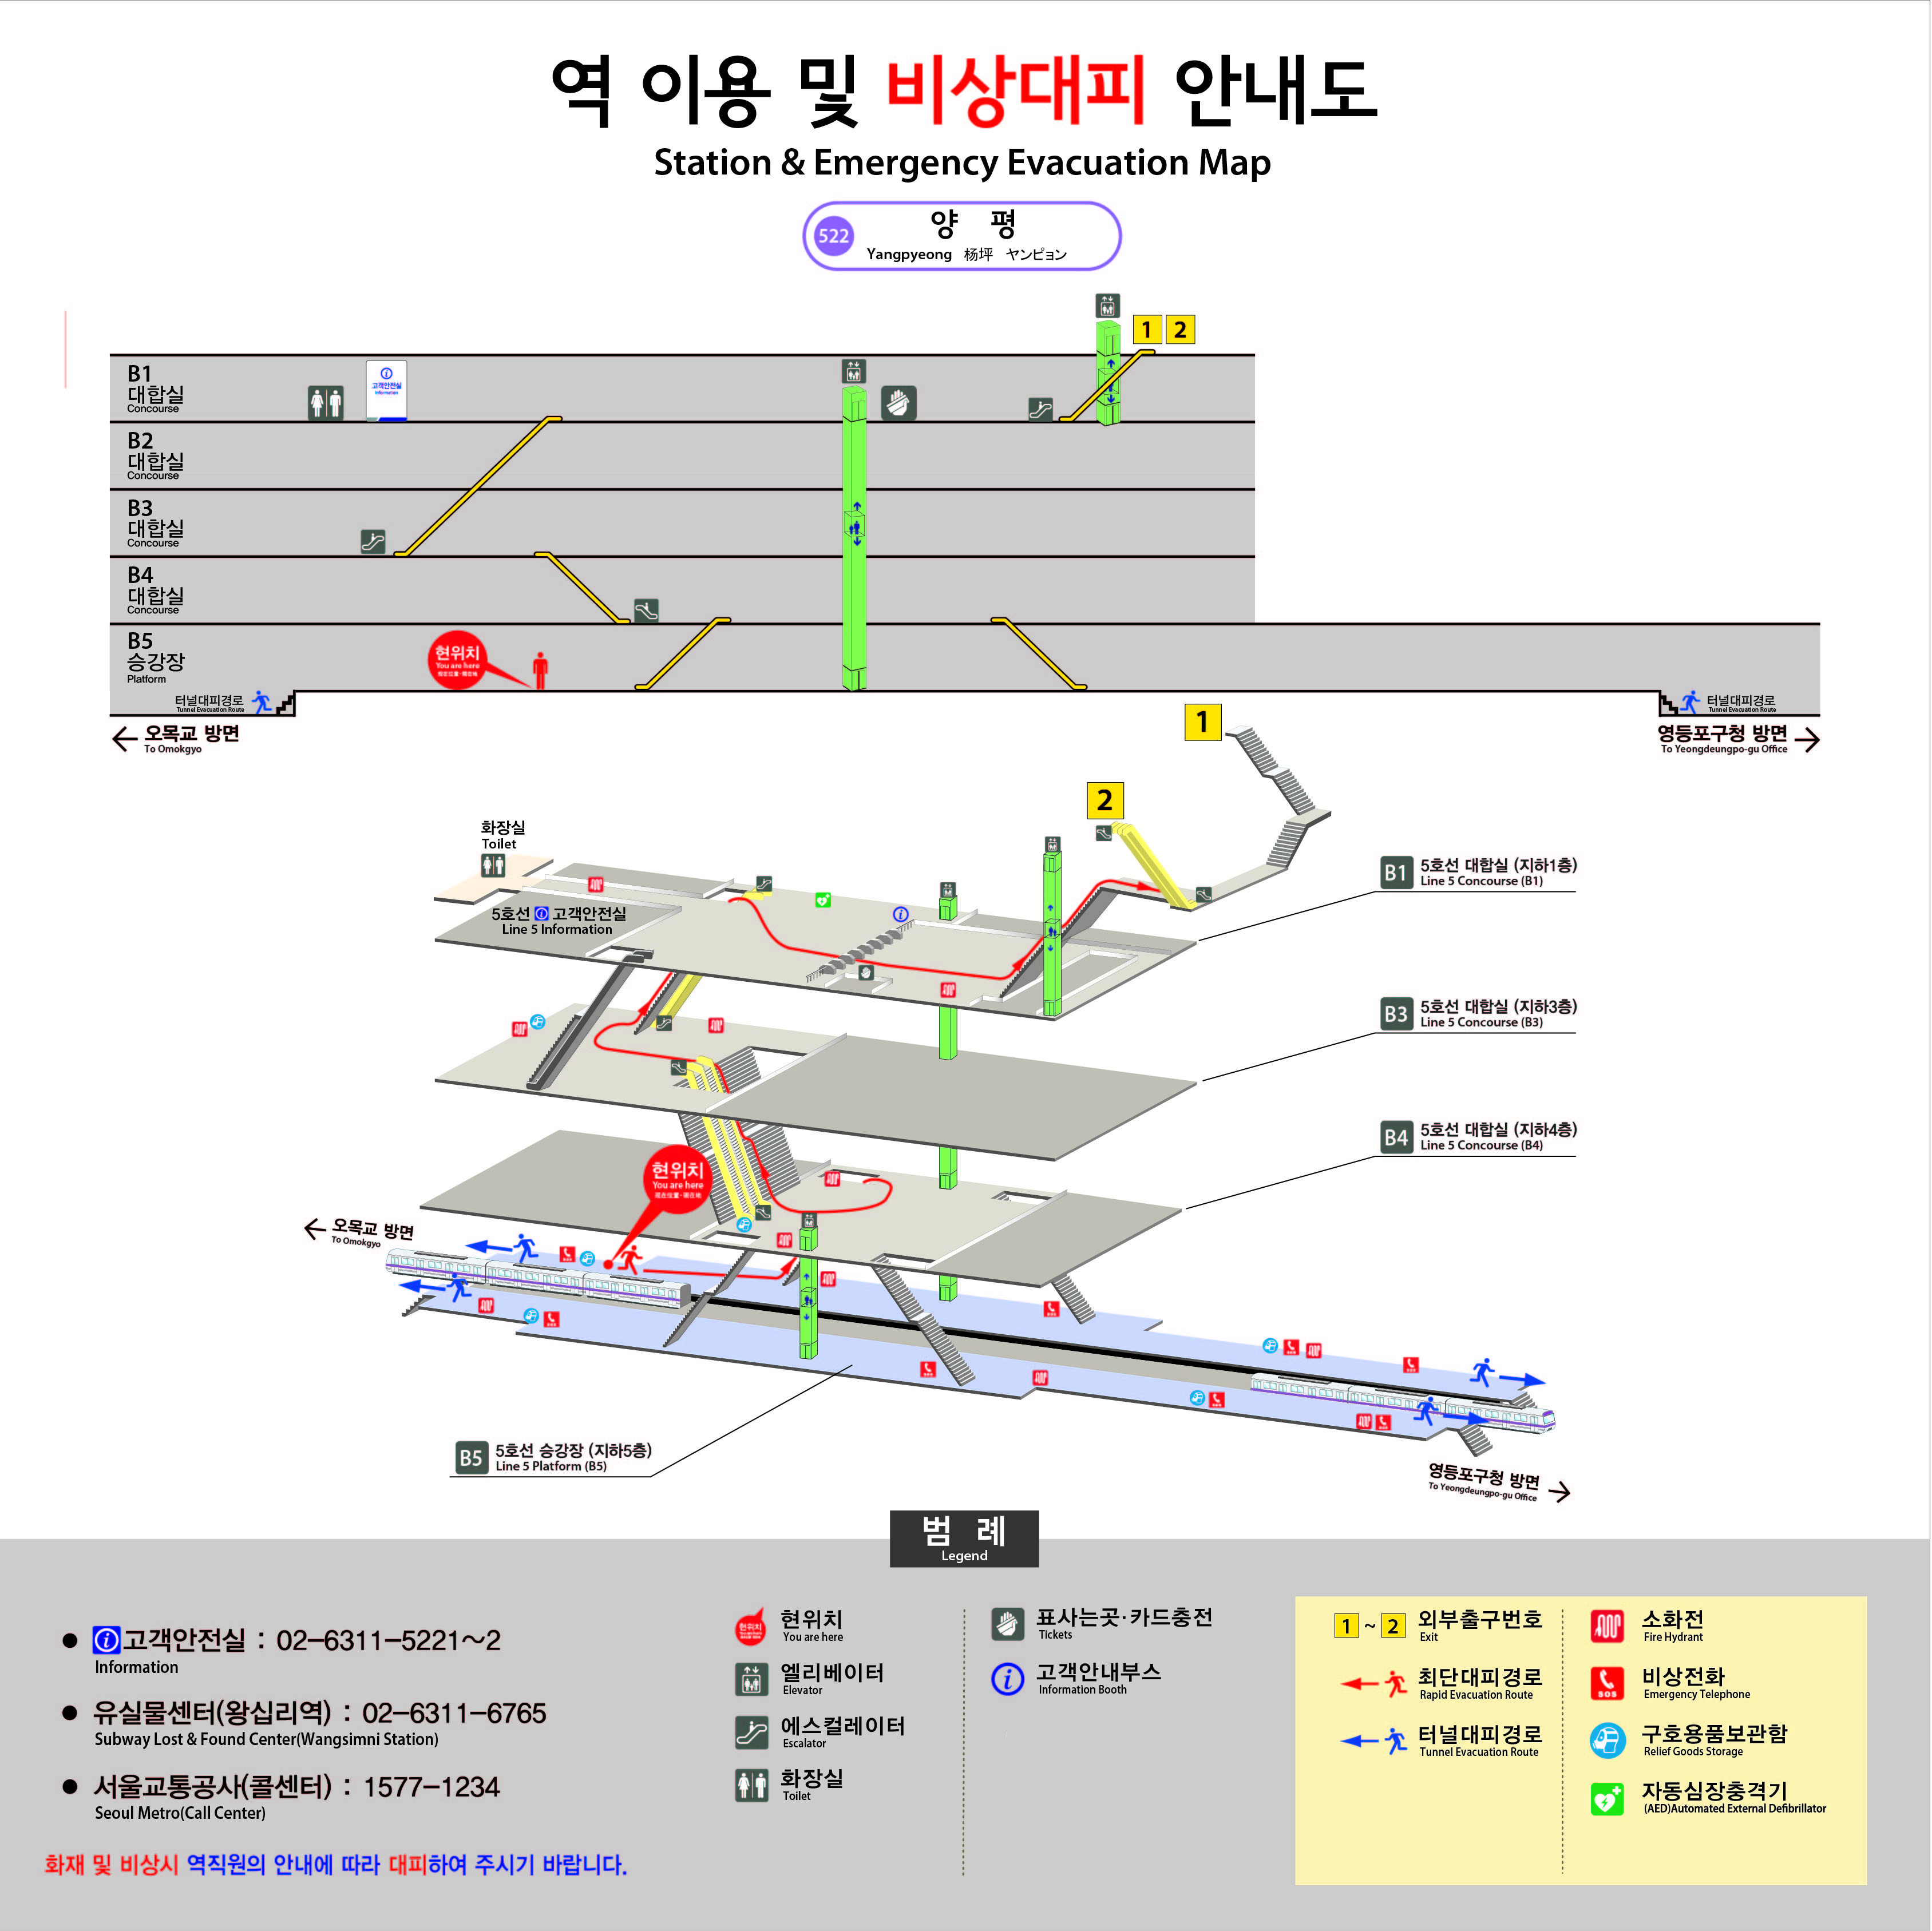 역 이용 및 비상대피 안내도
Station & Emergency Evacuation Map
522
양 평
Yangpyeong 杨坪 ヤンピョン
1 2
B1
대합실
Concourse
고객안전실
Information
B2
대합실
Concourse
B3
대합실
Concourse
B4
대합실
Concourse
B5
승강장
Platform
현위치
You are here
터널대피경로
Tunnel Evacuation Route
터널대피경로
Tunnel Evacuation Route
← 오목교 방면
To Omokgyo
영등포구청 방면 →
To Yeongdeungpo-gu Office
1
2
화장실
Toilet
5호선 고객안전실
Line 5 Information
B1 5호선 대합실 (지하1층)
Line 5 Concourse (B1)
B3 5호선 대합실 (지하3층)
Line 5 Concourse (B3)
B4 5호선 대합실 (지하4층)
Line 5 Concourse (B4)
현위치
You are here
← 오목교 방면
To Omokgyo
B5 5호선 승강장 (지하5층)
Line 5 Platform (B5)
영등포구청 방면 →
To Yeongdeungpo-gu Office
범 례
Legend
● 고객안전실 : 02-6311-5221~2
Information
● 유실물센터(왕십리역) : 02-6311-6765
Subway Lost & Found Center(Wangsimni Station)
● 서울교통공사(콜센터) : 1577-1234
Seoul Metro(Call Center)
화재 및 비상시 역직원의 안내에 따라 대피하여 주시기 바랍니다.
현위치
현위치
You are here
엘리베이터
Elevator
에스컬레이터
Escalator
화장실
Toilet
표사는곳·카드충전
Tickets
고객안내부스
Information Booth
1 ~ 2 외부출구번호
Exit
최단대피경로
Rapid Evacuation Route
터널대피경로
Tunnel Evacuation Route
소화전
Fire Hydrant
SOS
비상전화
Emergency Telephone
구호용품보관함
Relief Goods Storage
자동심장충격기
(AED)Automated External Defibrillator